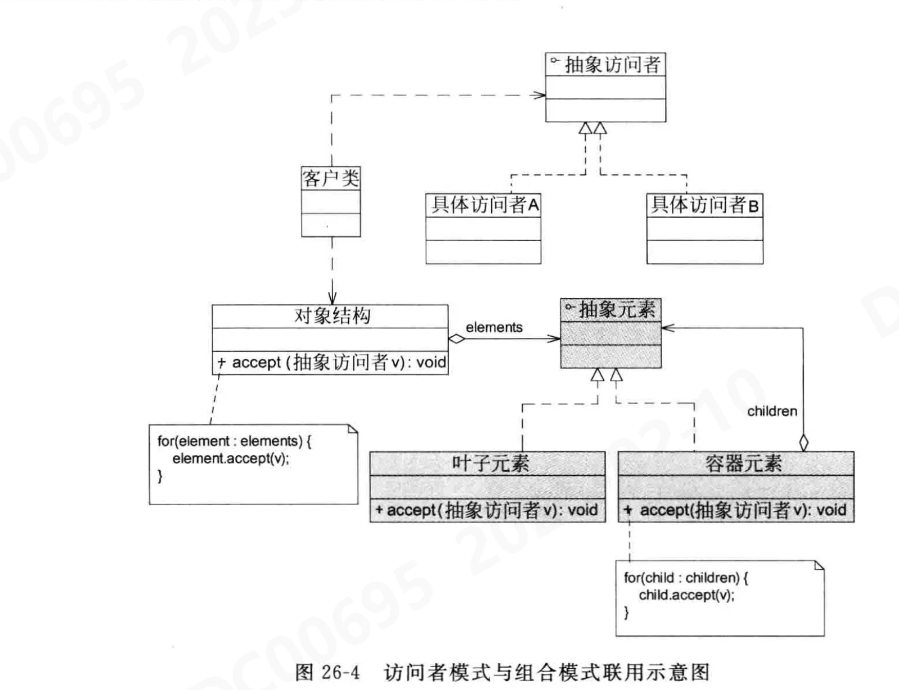 抽象访问者
客户类
具体访问者A
具体访问者B
对象结构
+ accept (抽象访问者v): void
elements
抽象元素
children
for(element : elements) {
element.accept(v);
}
叶子元素
+ accept(抽象访问者v): void
容器元素
+ accept(抽象访问者v): void
for(child : children) {
child.accept(v);
}
图 26-4 访问者模式与组合模式联用示意图